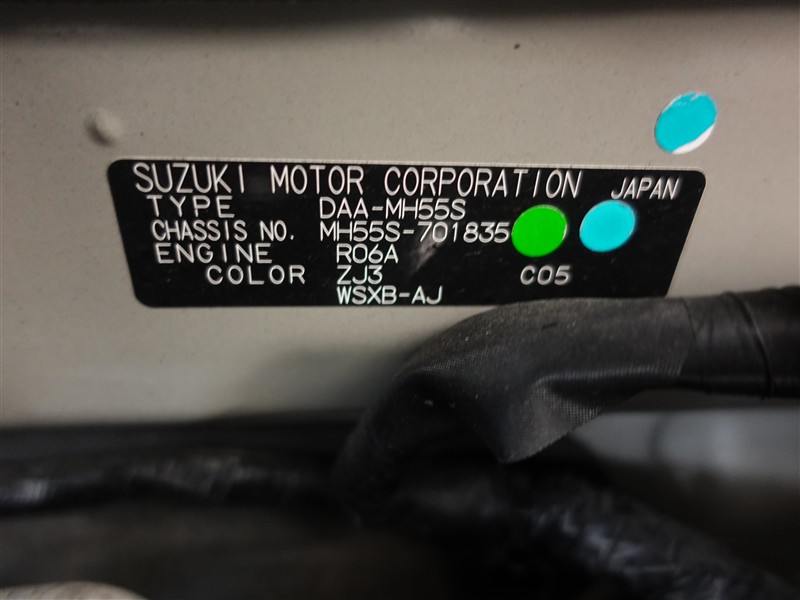 SUZUKI MOTOR CORPORATION JAPAN
TYPE DAA-MH55S
CHASSIS NO. MH55S-701835
ENGINE R06A
COLOR ZJ3 C05
WSXB-AJ